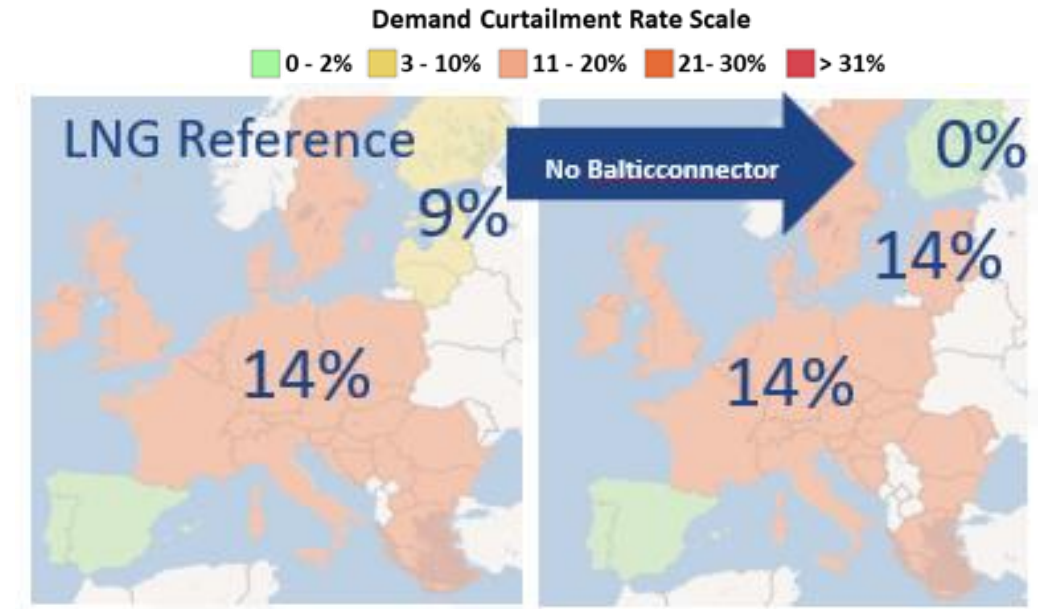 Demand Curtailment Rate Scale
0 - 2% 3 - 10% 11 - 20% 21- 30% > 31%
LNG Reference
No Balticconnector
0%
9%
14%
14%
14%